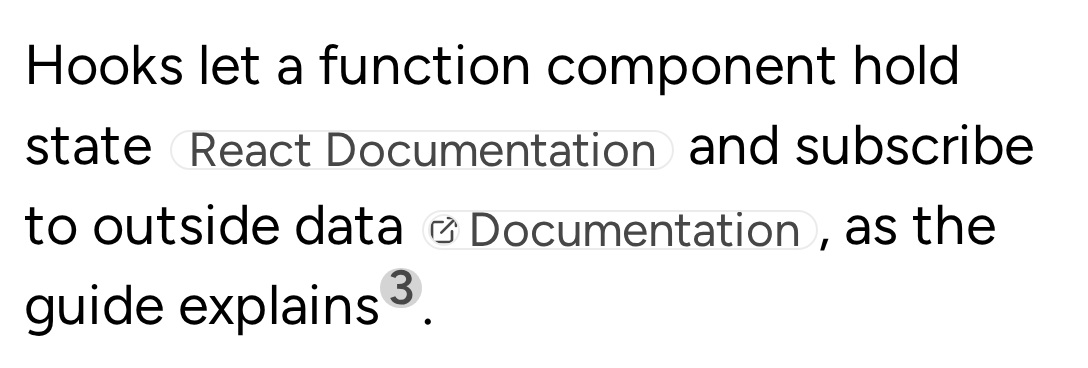 Hooks let a function component hold
state React Documentation and subscribe
to outside data Documentation, as the
guide explains3.